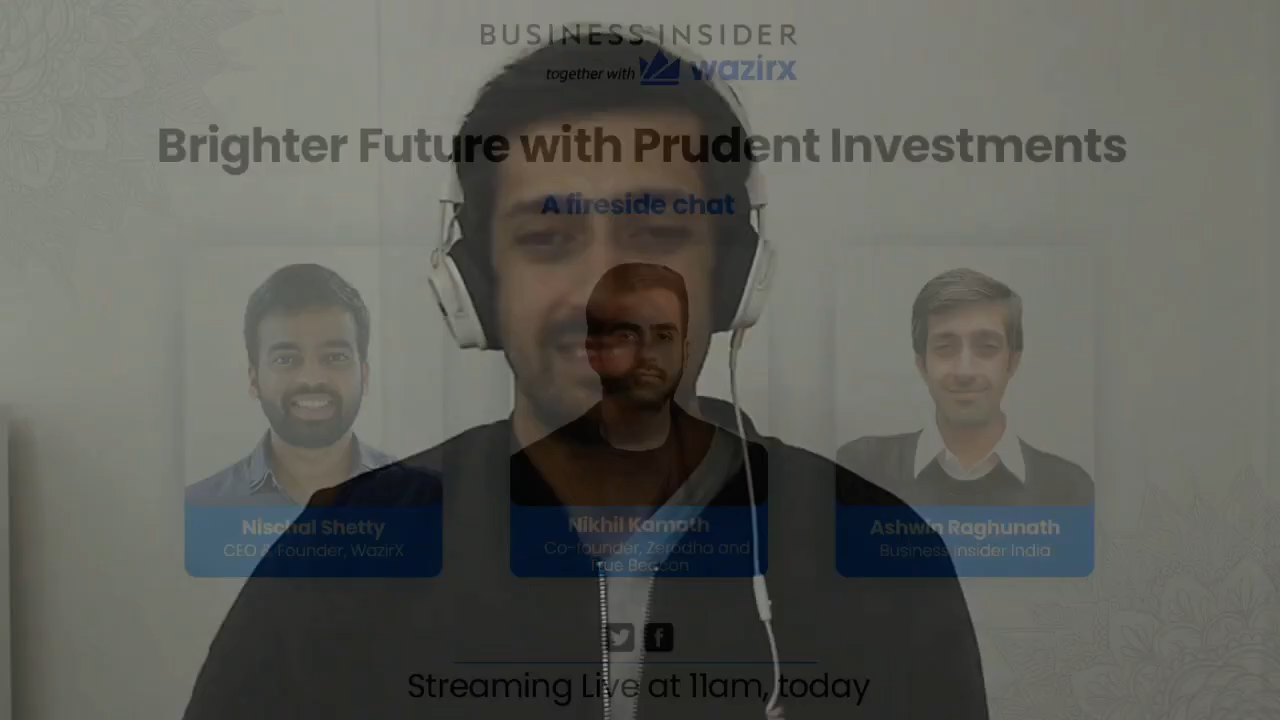 BUSINESS INSIDER
together with wazirx
Brighter Future with Prudent Investments
A fireside chat
Nischal Shetty
CEO & Founder, WazirX
Nikhil Kamath
Co-founder, Zerodha and
True Beacon
Ashwin Raghunath
Business Insider India
Streaming Live at 11am, today